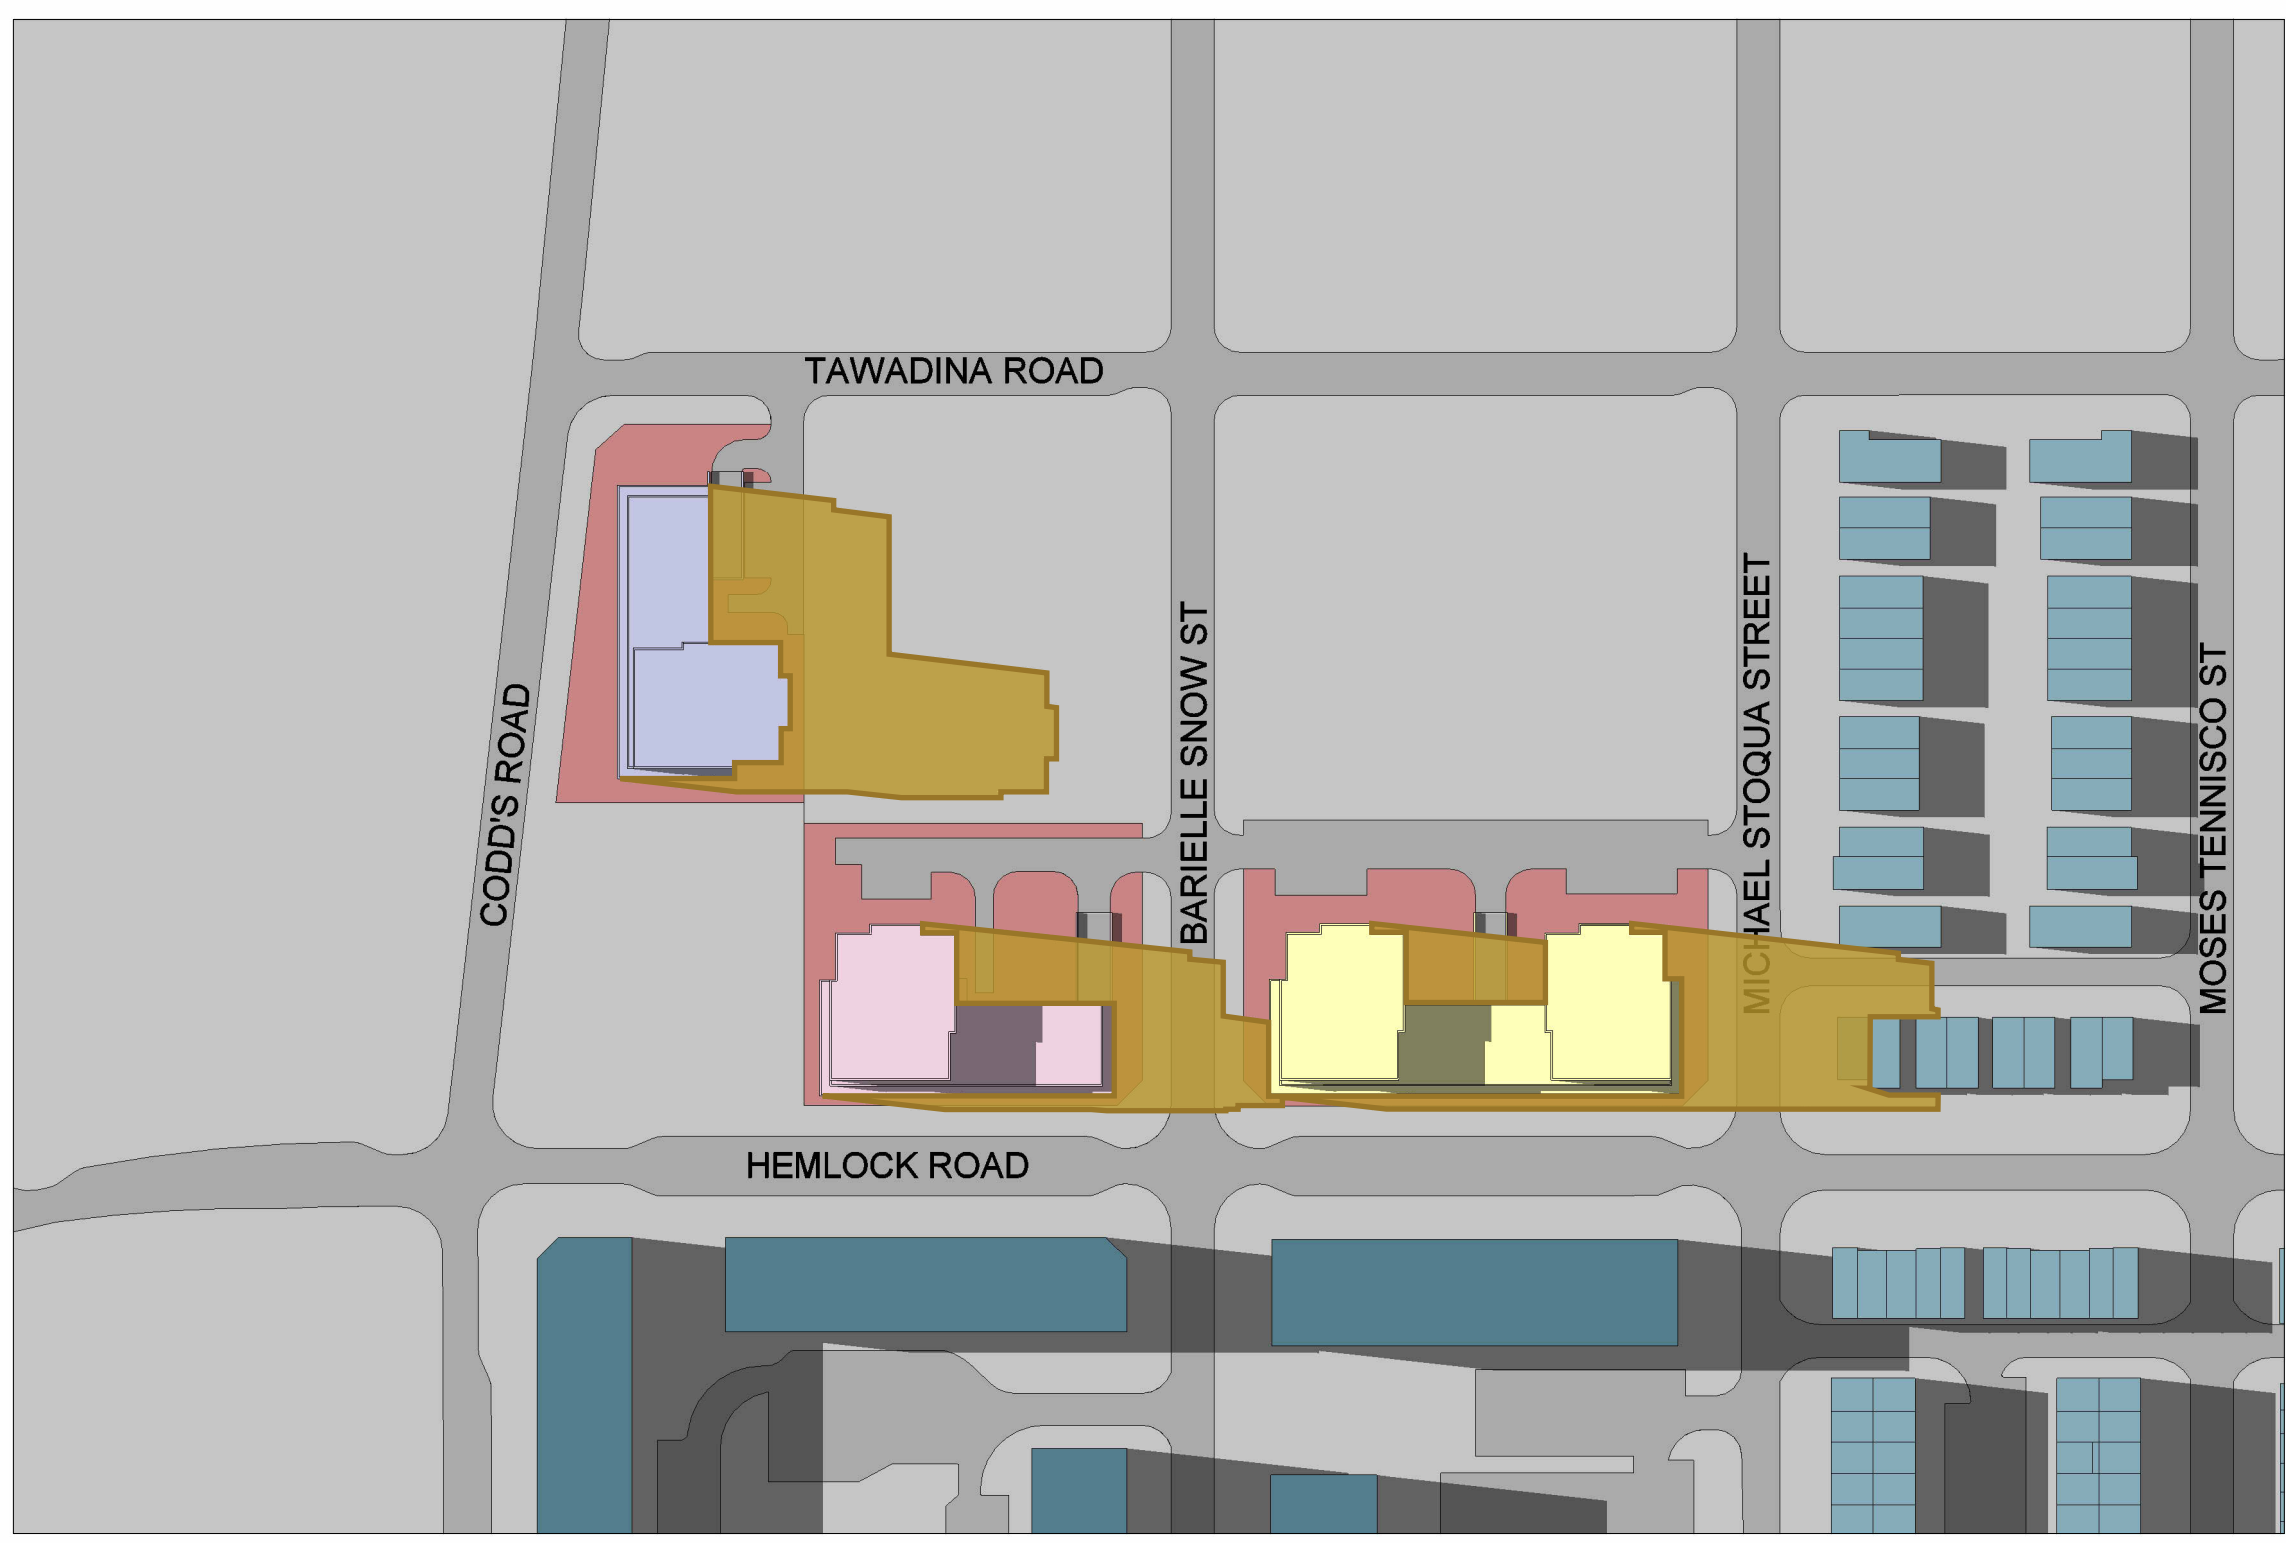 TAWADINA ROAD
CODD'S ROAD
BARIELLE SNOW ST
MICHAEL STOQUA STREET
MOSES TENNISCO ST
HEMLOCK ROAD